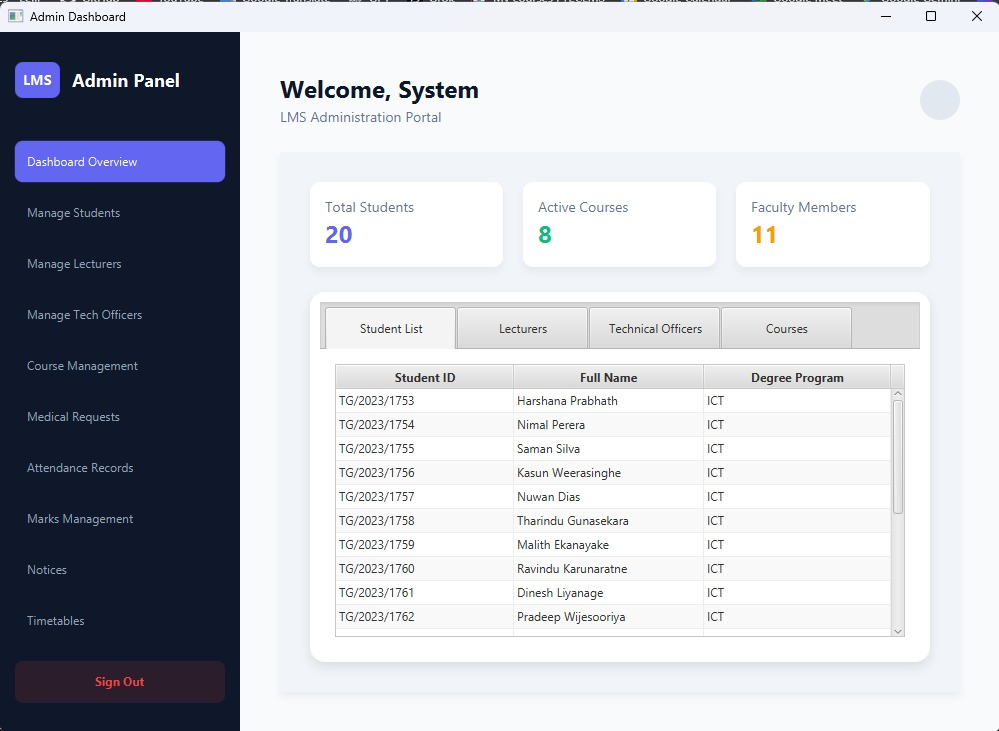 Admin Dashboard
LMS Admin Panel
Dashboard Overview
Manage Students
Manage Lecturers
Manage Tech Officers
Course Management
Medical Requests
Attendance Records
Marks Management
Notices
Timetables
Sign Out
Welcome, System
LMS Administration Portal
Total Students
20
Active Courses
8
Faculty Members
11
Student List Lecturers Technical Officers Courses
Student ID Full Name Degree Program
TG/2023/1753 Harshana Prabhath ICT
TG/2023/1754 Nimal Perera ICT
TG/2023/1755 Saman Silva ICT
TG/2023/1756 Kasun Weerasinghe ICT
TG/2023/1757 Nuwan Dias ICT
TG/2023/1758 Tharindu Gunasekara ICT
TG/2023/1759 Malith Ekanayake ICT
TG/2023/1760 Ravindu Karunaratne ICT
TG/2023/1761 Dinesh Liyanage ICT
TG/2023/1762 Pradeep Wijesooriya ICT